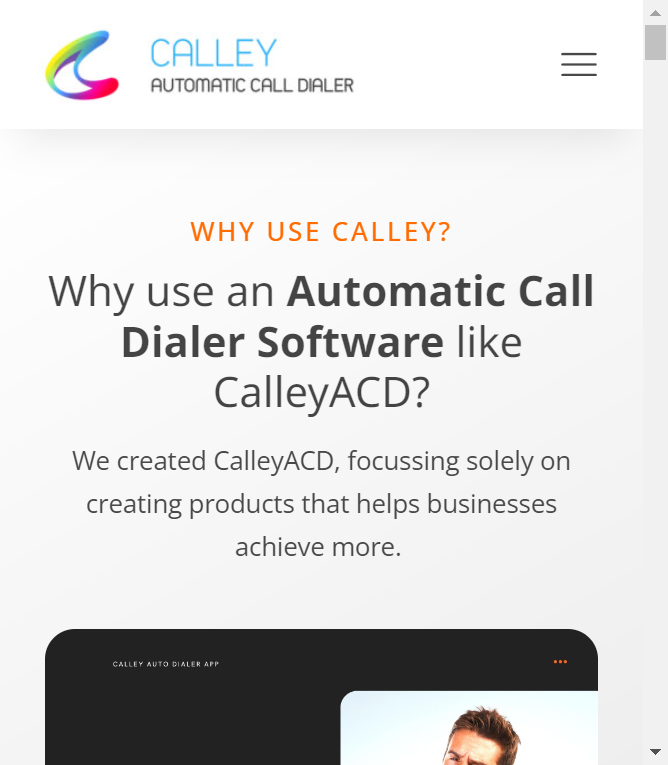 CALLEY
AUTOMATIC CALL DIALER
WHY USE CALLEY?
Why use an Automatic Call
Dialer Software like
CalleyACD?
We created CalleyACD, focussing solely on
creating products that helps businesses
achieve more.
CALLEY AUTO DIALER APP